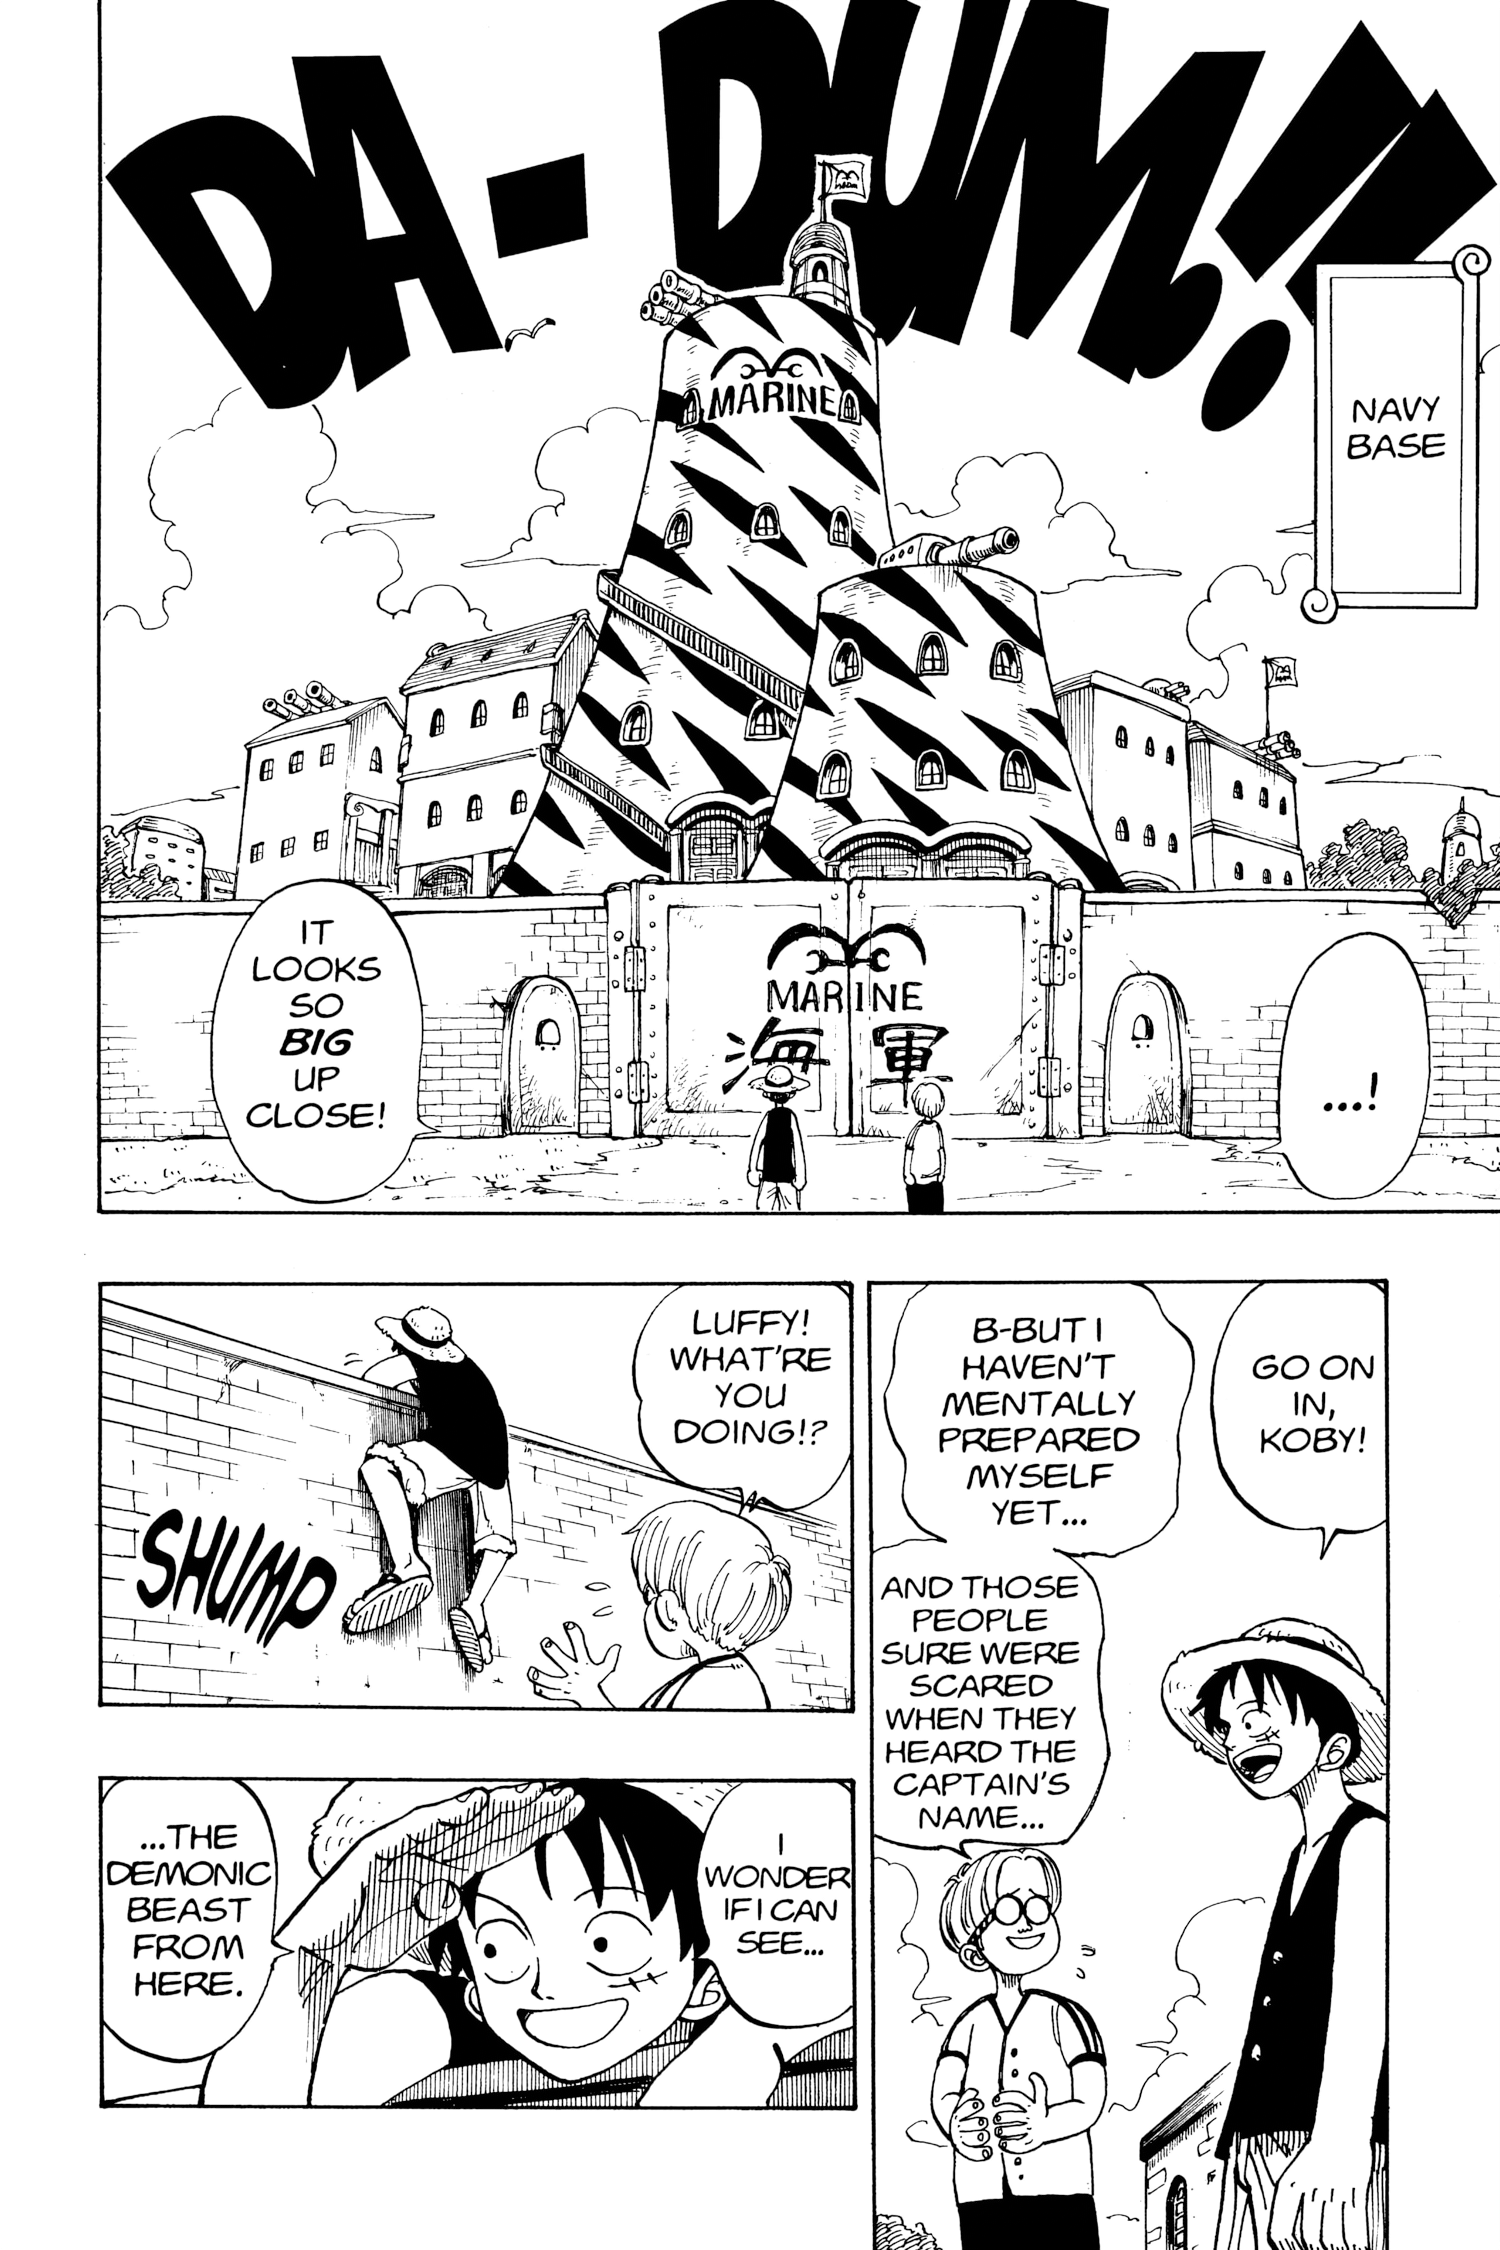 DA-DUM!!
NAVY
BASE
MARINE
...!
IT
LOOKS
SO
BIG
UP
CLOSE!
MARINE
海軍
GO ON
IN,
KOBY!
B-BUT I
HAVEN'T
MENTALLY
PREPARED
MYSELF
YET...
AND THOSE
PEOPLE
SURE WERE
SCARED
WHEN THEY
HEARD THE
CAPTAIN'S
NAME...
LUFFY!
WHAT'RE
YOU
DOING!?
SHUMP
I
WONDER
IF I CAN
SEE...
...THE
DEMONIC
BEAST
FROM
HERE.